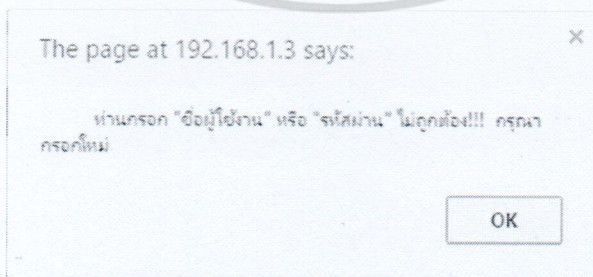 The page at 192.168.1.3 says:
ท่านกรอก "ชื่อผู้ใช้งาน" หรือ "รหัสผ่าน" ไม่ถูกต้อง!!! กรุณา
กรอกใหม่
OK